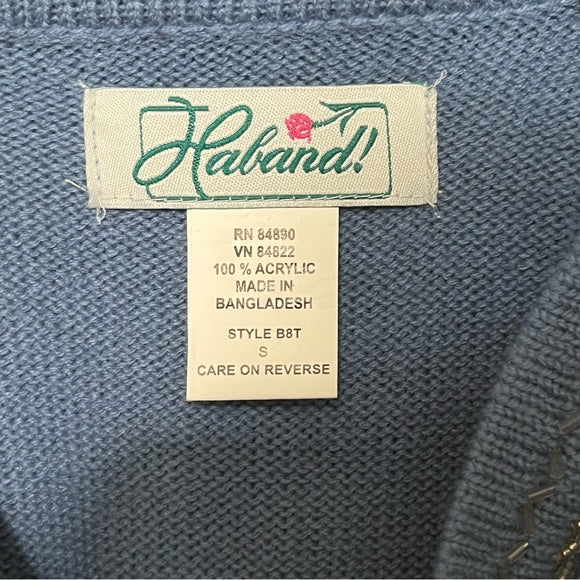 Haband!
RN 84890
VN 84822
100 % ACRYLIC
MADE IN
BANGLADESH
STYLE B8T
S
CARE ON REVERSE